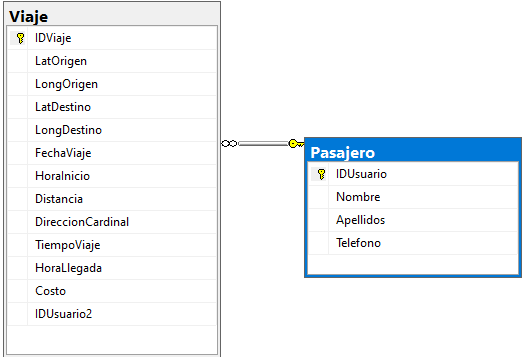 Viaje
IDViaje
LatOrigen
LongOrigen
LatDestino
LongDestino
FechaViaje
HoraInicio
Distancia
DireccionCardinal
TiempoViaje
HoraLlegada
Costo
IDUsuario2
Pasajero
IDUsuario
Nombre
Apellidos
Telefono